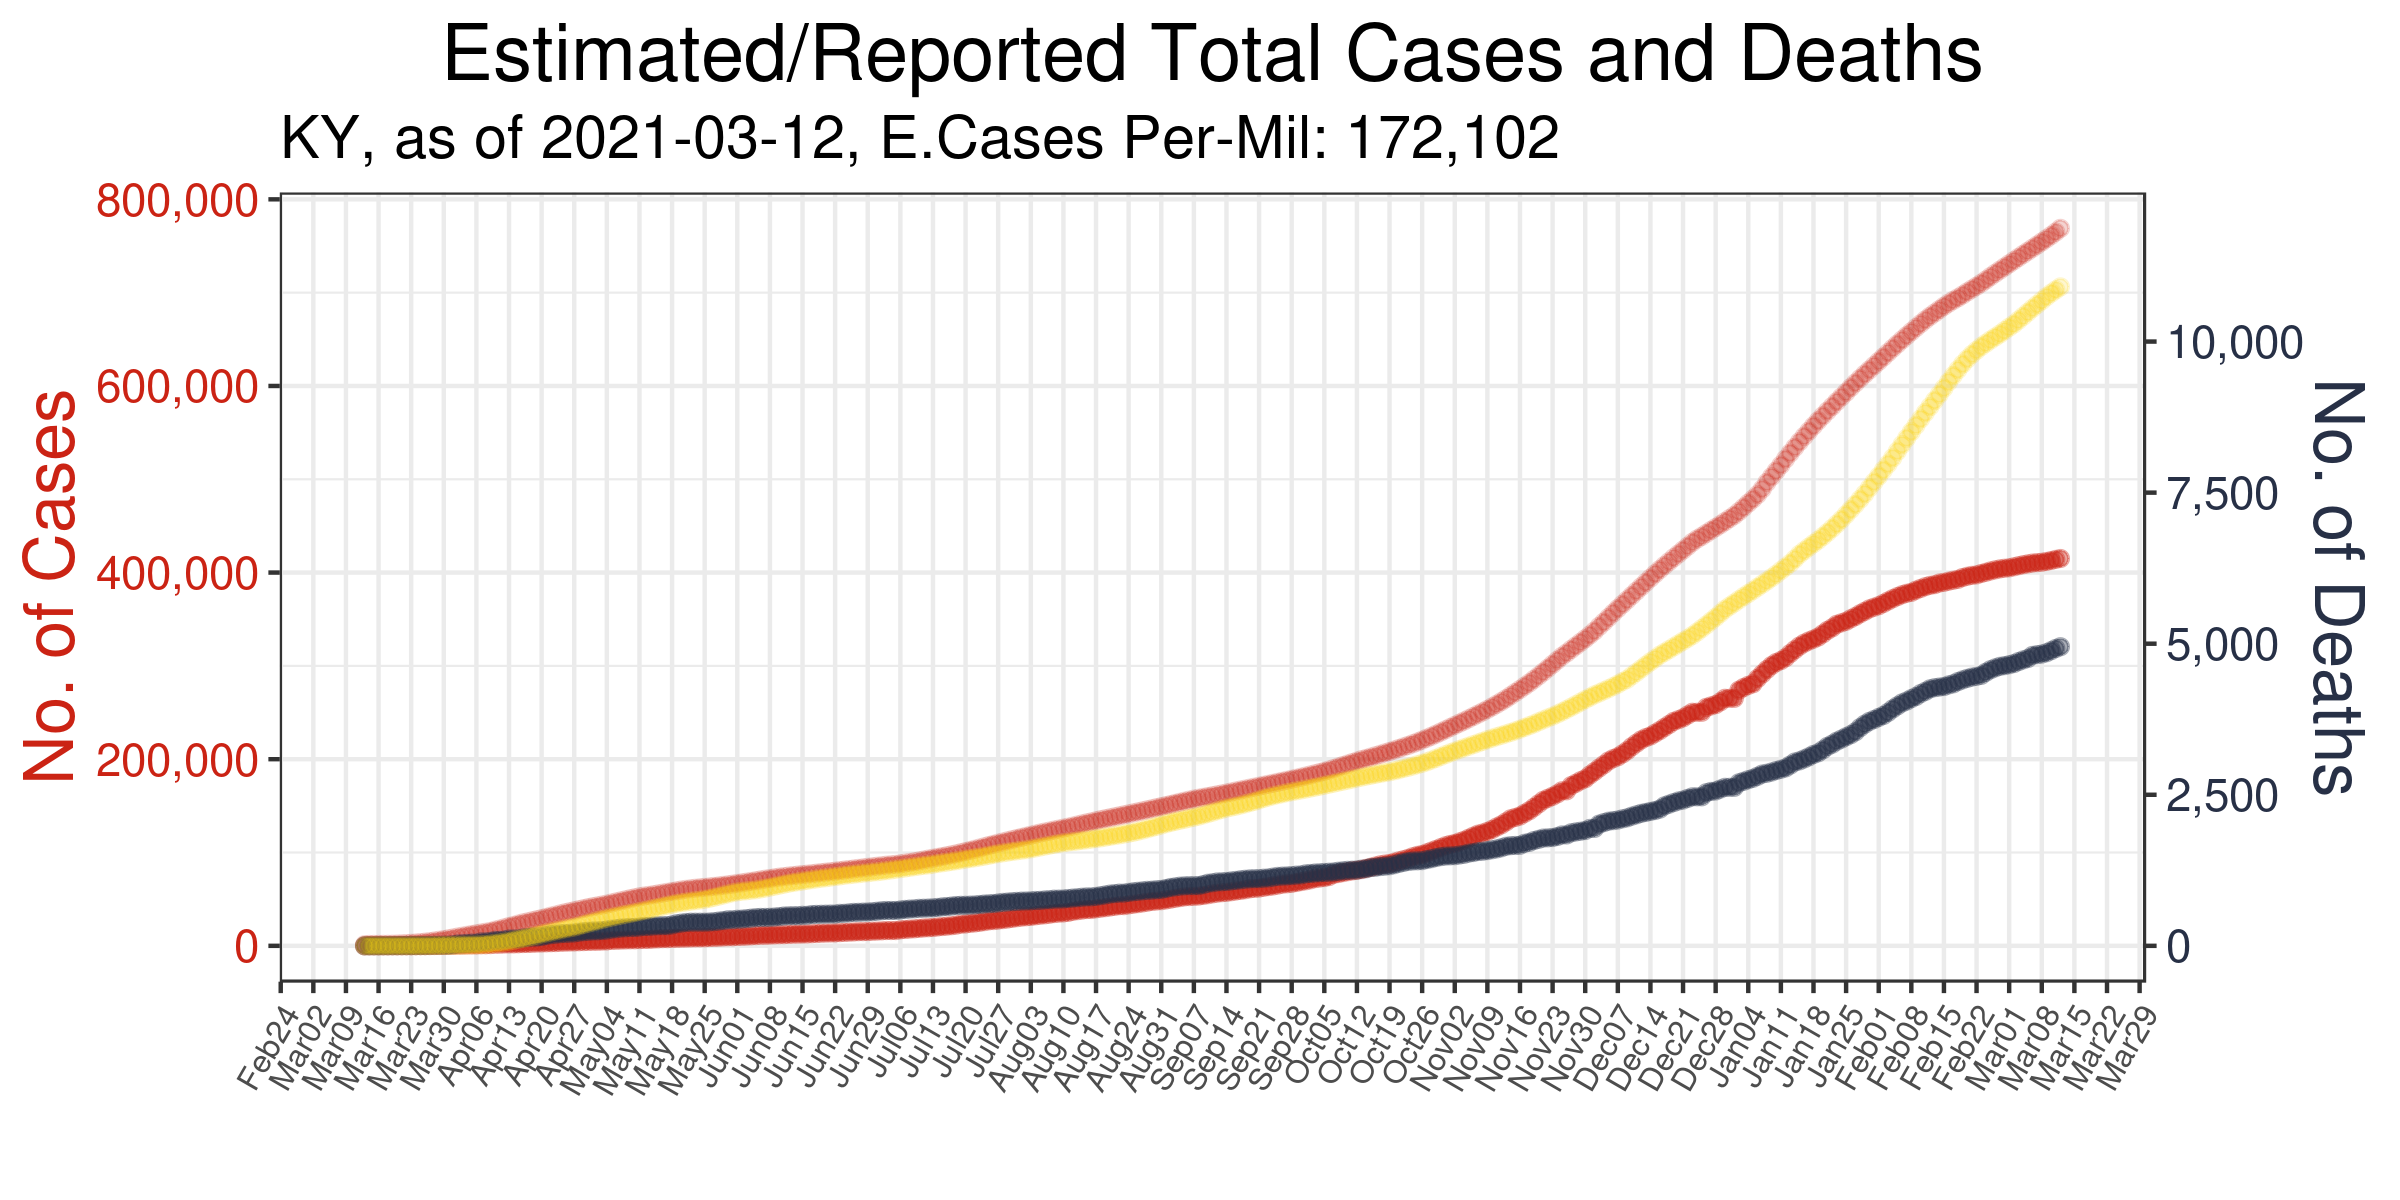 Estimated/Reported Total Cases and Deaths
KY, as of 2021-03-12, E.Cases Per-Mil: 172,102
No. of Cases
800,000
600,000
400,000
200,000
0
No. of Deaths
10,000
7,500
5,000
2,500
0
Feb24
Mar02
Mar09
Mar16
Mar23
Mar30
Apr06
Apr13
Apr20
Apr27
May04
May11
May18
May25
Jun01
Jun08
Jun15
Jun22
Jun29
Jul06
Jul13
Jul20
Jul27
Aug03
Aug10
Aug17
Aug24
Aug31
Sep07
Sep14
Sep21
Sep28
Oct05
Oct12
Oct19
Oct26
Nov02
Nov09
Nov16
Nov23
Nov30
Dec07
Dec14
Dec21
Dec28
Jan04
Jan11
Jan18
Jan25
Feb01
Feb08
Feb15
Feb22
Mar01
Mar08
Mar15
Mar22
Mar29